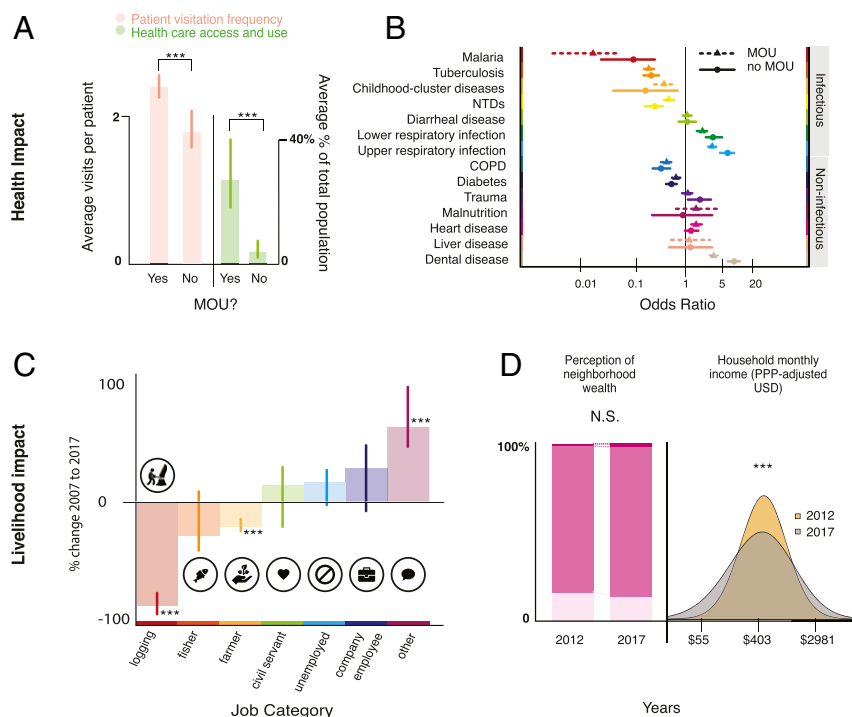 A
Patient visitation frequency
Health care access and use
Health Impact
Average visits per patient
2
0
***
***
40%
0
Average % of total population
Yes
No
Yes
No
MOU?
B
Malaria
Tuberculosis
Childhood-cluster diseases
NTDs
Diarrheal disease
Lower respiratory infection
Upper respiratory infection
COPD
Diabetes
Trauma
Malnutrition
Heart disease
Liver disease
Dental disease
MOU
no MOU
Infectious
Non-infectious
0.01
0.1
1
5
20
Odds Ratio
C
Livelihood impact
% change 2007 to 2017
100
0
-100
***
***
***
logging
fisher
farmer
civil servant
unemployed
company
employee
other
Job Category
D
Perception of
neighborhood
wealth
N.S.
100%
0
2012
2017
Household monthly
income (PPP-adjusted
USD)
***
2012
2017
$55
$403
$2981
Years